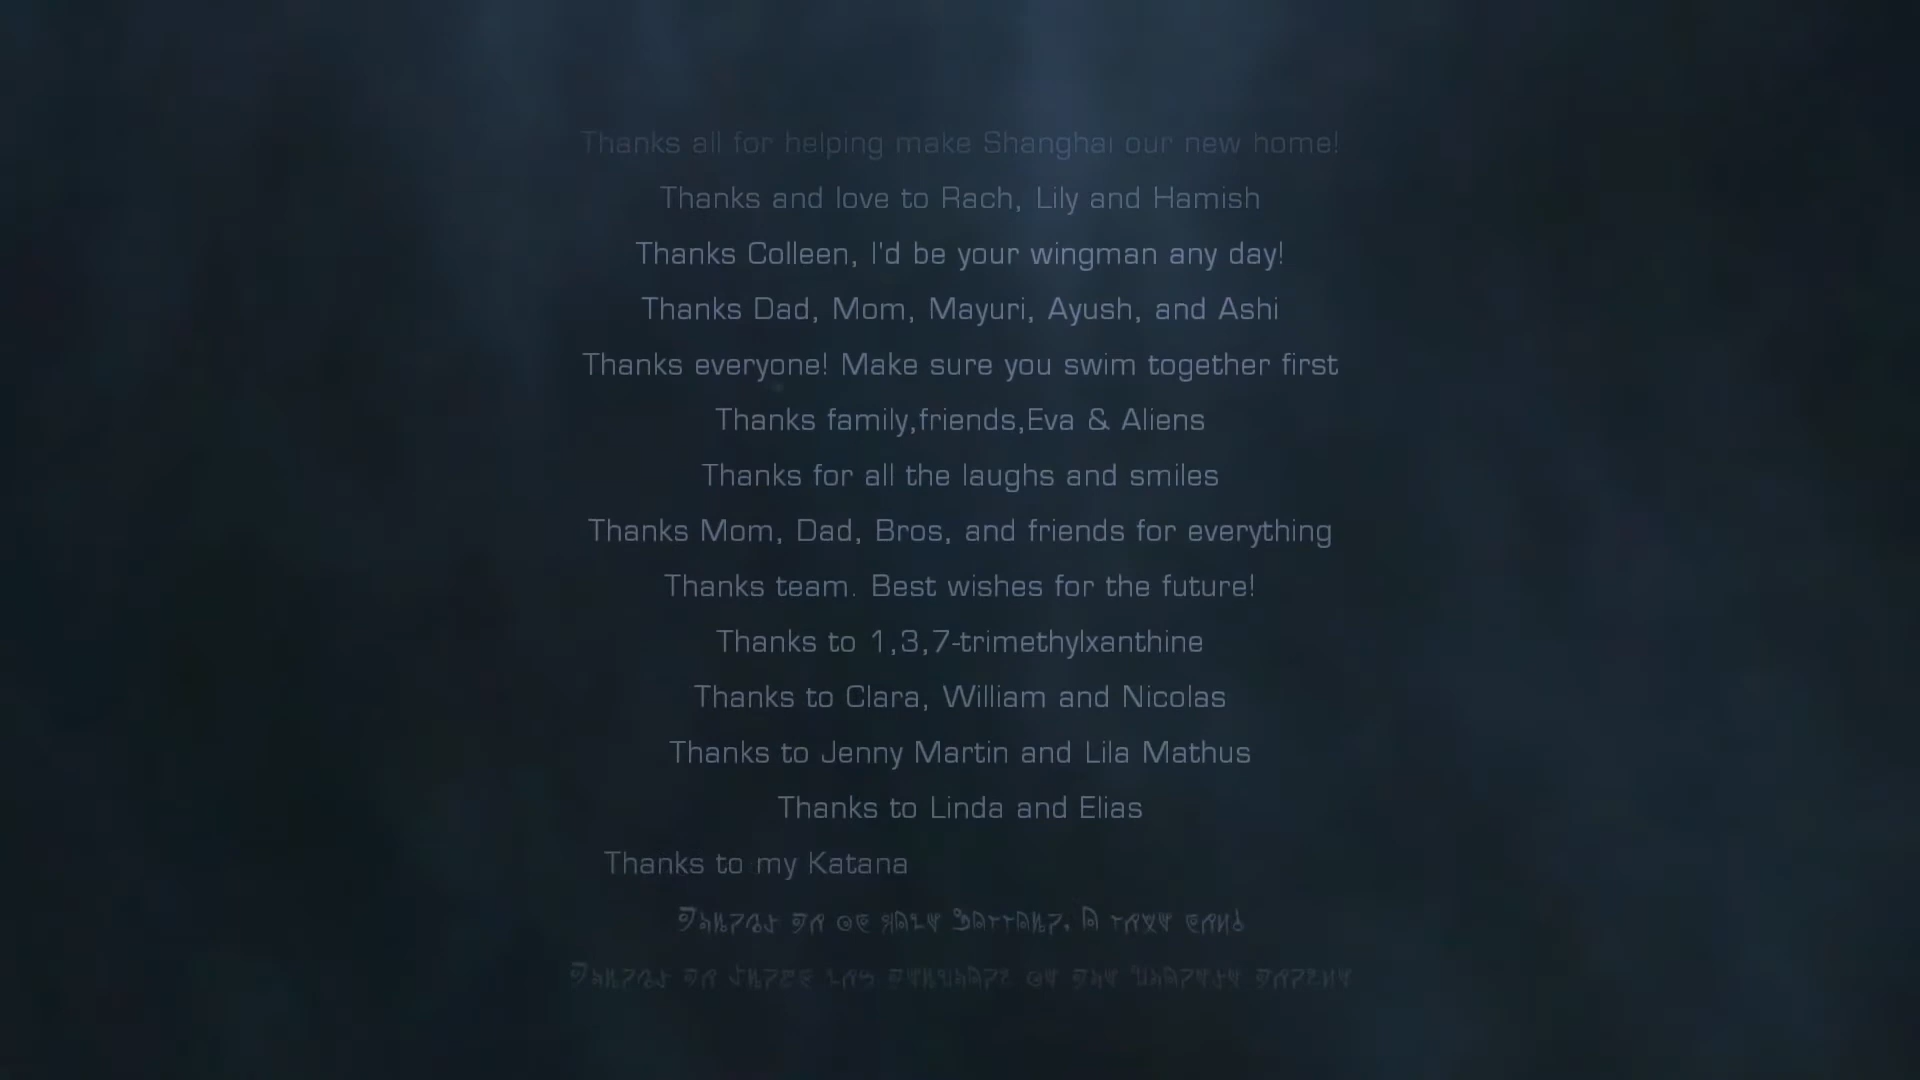 Thanks all for helping make Shanghai our new home!
Thanks and love to Rach, Lily and Hamish
Thanks Colleen, I'd be your wingman any day!
Thanks Dad, Mom, Mayuri, Ayush, and Ashi
Thanks everyone! Make sure you swim together first
Thanks family,friends,Eva & Aliens
Thanks for all the laughs and smiles
Thanks Mom, Dad, Bros, and friends for everything
Thanks team. Best wishes for the future!
Thanks to 1,3,7-trimethylxanthine
Thanks to Clara, William and Nicolas
Thanks to Jenny Martin and Lila Mathus
Thanks to Linda and Elias
Thanks to my Katana